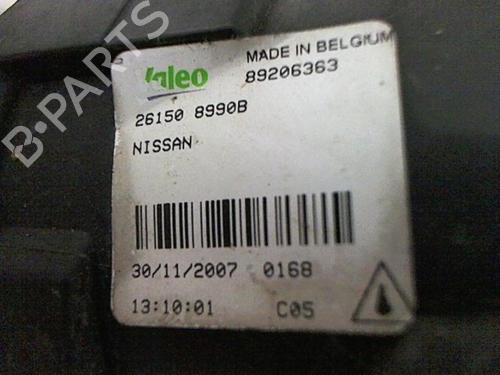 Valeo
MADE IN BELGIUM
89206363
26150 8990B
NISSAN
30/11/2007 0168
13:10:01 C05
B-Parts